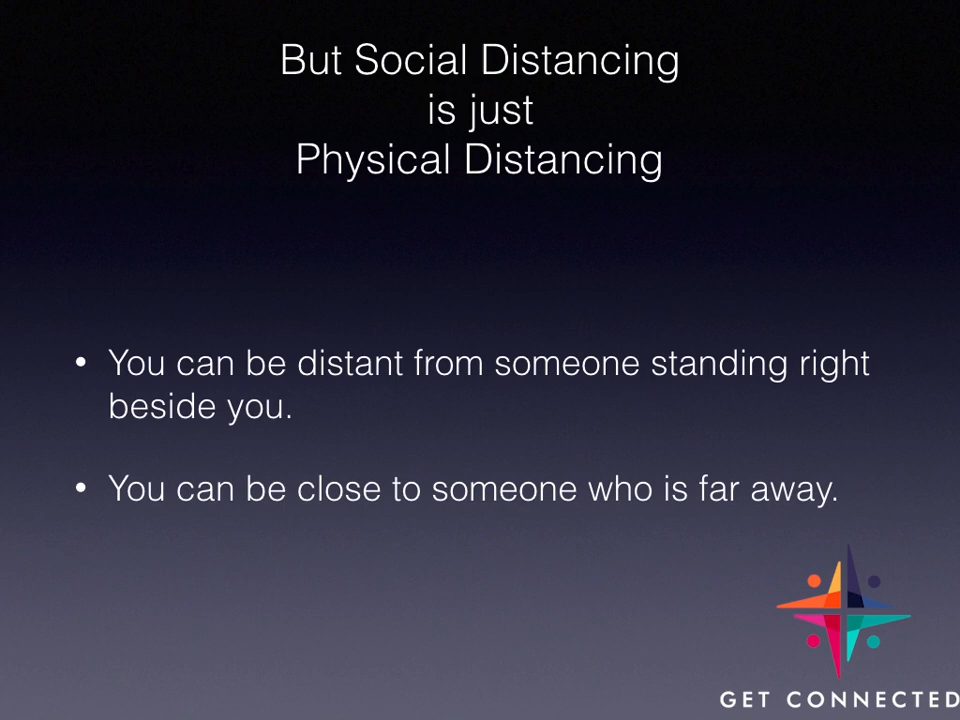 But Social Distancing
is just
Physical Distancing
• You can be distant from someone standing right
beside you.
• You can be close to someone who is far away.
GET CONNECTED